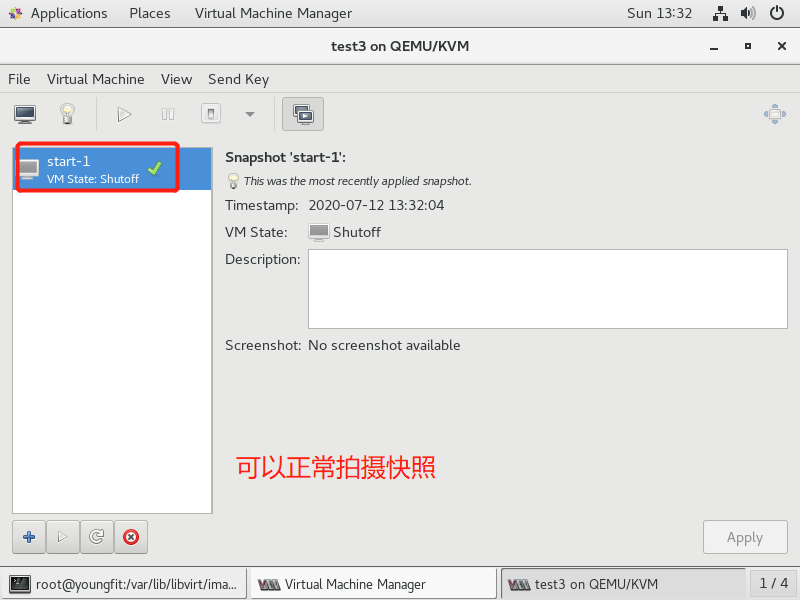 Applications Places Virtual Machine Manager Sun 13:32
test3 on QEMU/KVM
File Virtual Machine View Send Key
start-1
VM State: Shutoff
Snapshot 'start-1':
This was the most recently applied snapshot.
Timestamp: 2020-07-12 13:32:04
VM State: Shutoff
Description:
Screenshot: No screenshot available
可以正常拍摄快照
Apply
root@youngfit:/var/lib/libvirt/ima... Virtual Machine Manager test3 on QEMU/KVM 1 / 4